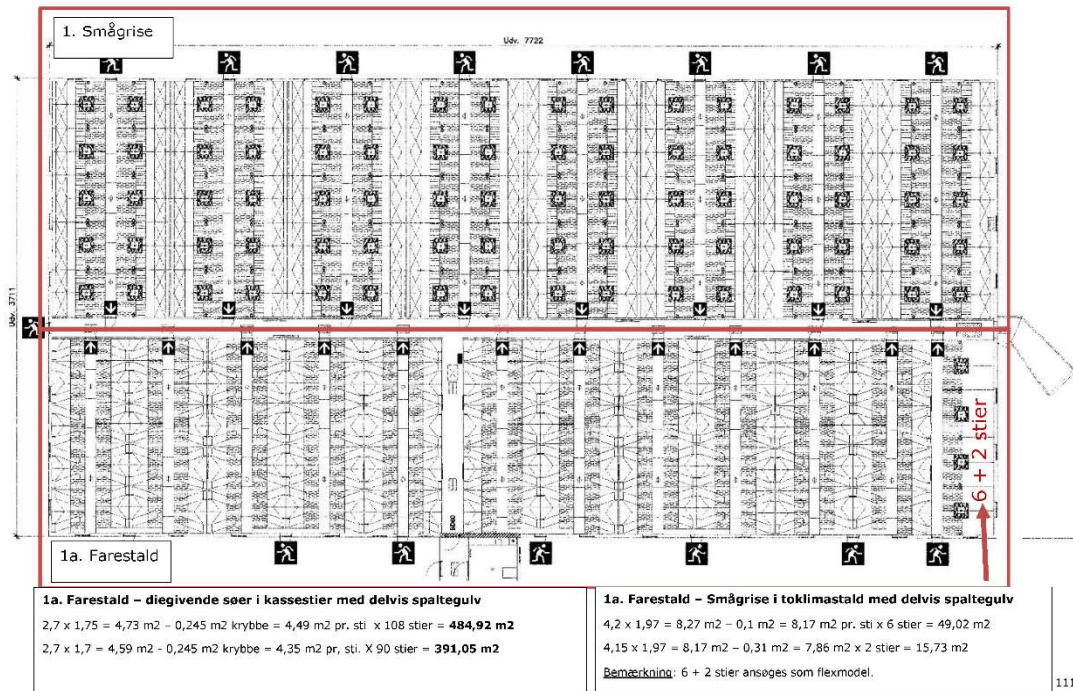 1. Smågrise
Udv. 7722
Udv. 3711
6 + 2 stier
1a. Farestald
1a. Farestald – diegivende søer i kassestier med delvis spaltegulv
2,7 x 1,75 = 4,73 m2 – 0,245 m2 krybbe = 4,49 m2 pr. sti x 108 stier = 484,92 m2
2,7 x 1,7 = 4,59 m2 - 0,245 m2 krybbe = 4,35 m2 pr, sti. X 90 stier = 391,05 m2
1a. Farestald – Smågrise i toklimastald med delvis spaltegulv
4,2 x 1,97 = 8,27 m2 – 0,1 m2 = 8,17 m2 pr. sti x 6 stier = 49,02 m2
4,15 x 1,97 = 8,17 m2 – 0,31 m2 = 7,86 m2 x 2 stier = 15,73 m2
Bemærkning: 6 + 2 stier ansøges som flexmodel.
111